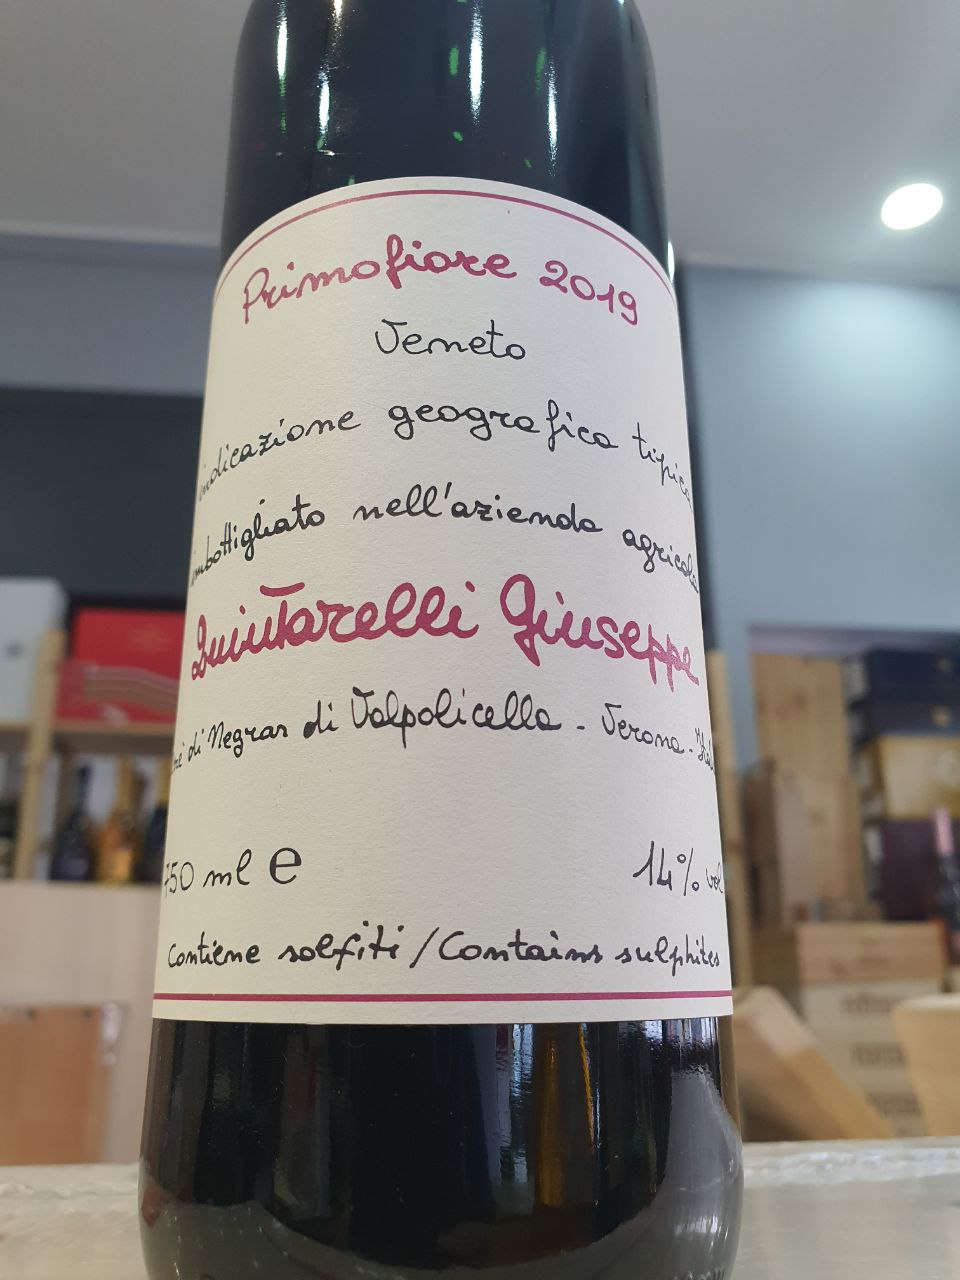 Primofiore 2019
Veneto
indicazione geografica tipica
imbottigliato nell'azienda agricola
Quintarelli Giuseppe
di Negrar di Valpolicella - Verona -
750 ml e 14% vol
Contiene solfiti / Contains sulphites